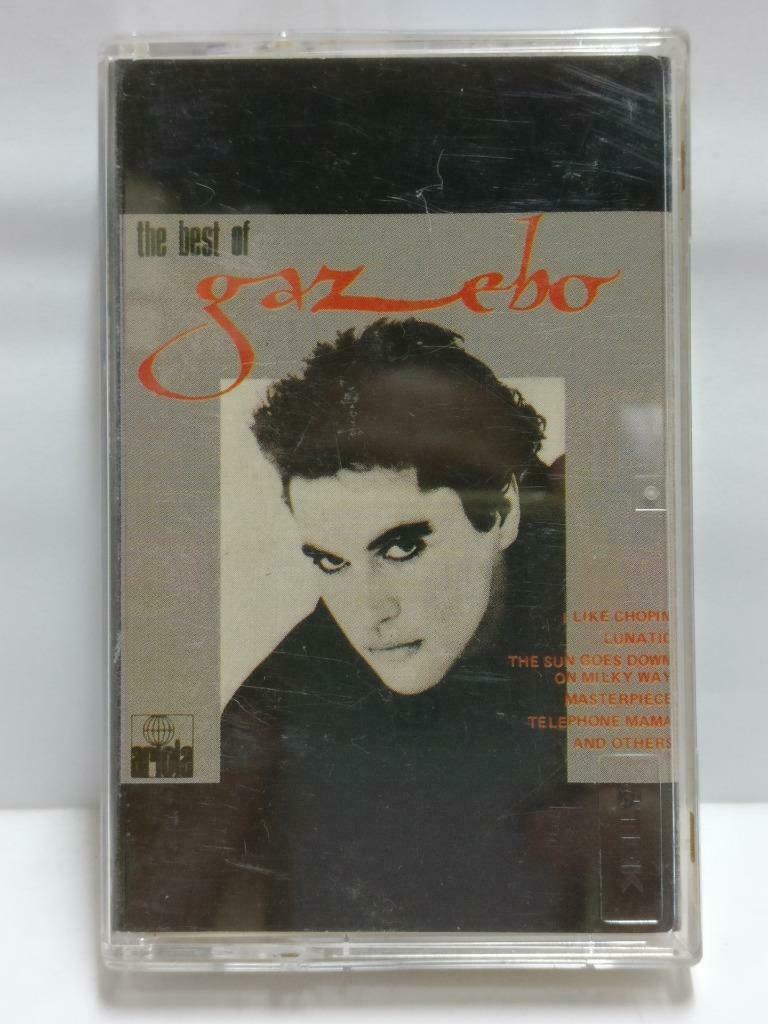 the best of
gazebo
I LIKE CHOPIN
LUNATIC
THE SUN GOES DOWN
ON MILKY WAY
MASTERPIECE
TELEPHONE MAMA
AND OTHERS
ariola